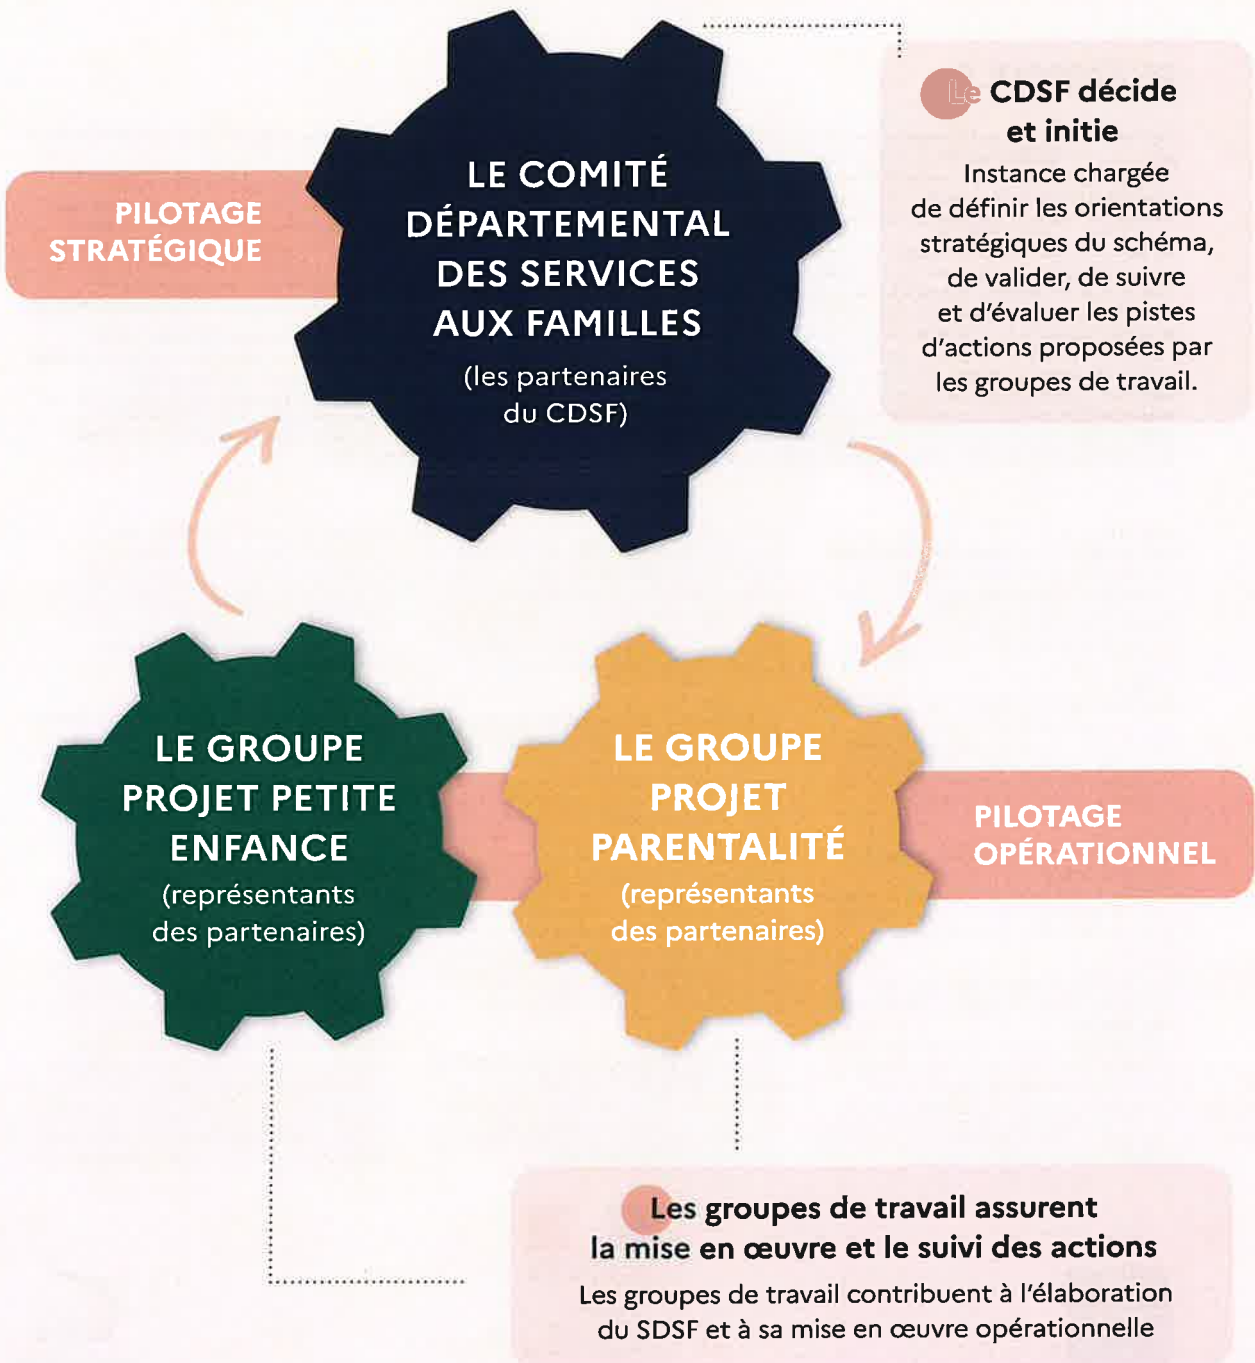 Le CDSF décide
et initie
Instance chargée
de définir les orientations
stratégiques du schéma,
de valider, de suivre
et d'évaluer les pistes
d'actions proposées par
les groupes de travail.
PILOTAGE
STRATÉGIQUE
LE COMITÉ
DÉPARTEMENTAL
DES SERVICES
AUX FAMILLES
(les partenaires
du CDSF)
LE GROUPE
PROJET PETITE
ENFANCE
(représentants
des partenaires)
LE GROUPE
PROJET
PARENTALITÉ
(représentants
des partenaires)
PILOTAGE
OPÉRATIONNEL
Les groupes de travail assurent
la mise en œuvre et le suivi des actions
Les groupes de travail contribuent à l'élaboration
du SDSF et à sa mise en œuvre opérationnelle